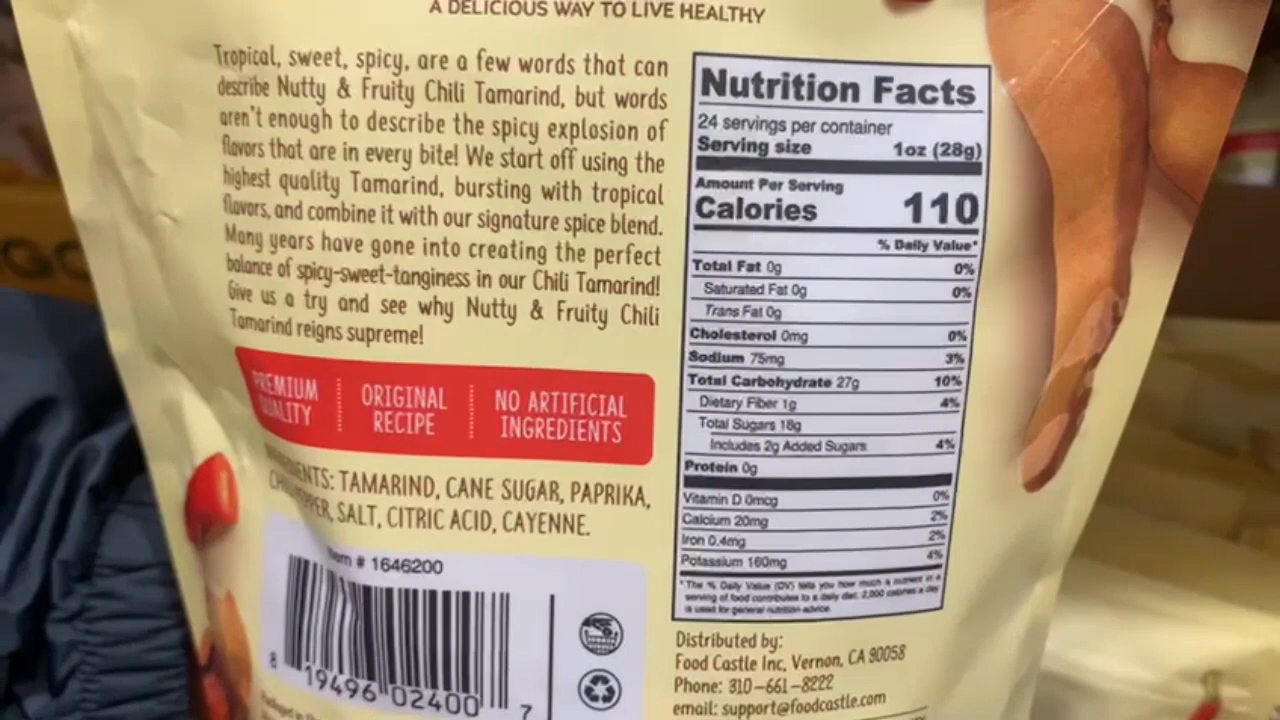 A DELICIOUS WAY TO LIVE HEALTHY
Tropical, sweet, spicy, are a few words that can
describe Nutty & Fruity Chili Tamarind, but words
aren't enough to describe the spicy explosion of
flavors that are in every bite! We start off using the
highest quality Tamarind, bursting with tropical
flavors, and combine it with our signature spice blend.
Many years have gone into creating the perfect
balance of spicy-sweet-tanginess in our Chili Tamarind!
Give us a try and see why Nutty & Fruity Chili
Tamarind reigns supreme!
PREMIUM
QUALITY
ORIGINAL
RECIPE
NO ARTIFICIAL
INGREDIENTS
INGREDIENTS: TAMARIND, CANE SUGAR, PAPRIKA,
CHILI PEPPER, SALT, CITRIC ACID, CAYENNE.
Item # 1646200
8 19496 02400 7
Nutrition Facts
24 servings per container
Serving size 1oz (28g)
Amount Per Serving
Calories 110
% Daily Value*
Total Fat 0g 0%
Saturated Fat 0g 0%
Trans Fat 0g
Cholesterol 0mg 0%
Sodium 75mg 3%
Total Carbohydrate 27g 10%
Dietary Fiber 1g 4%
Total Sugars 18g
Includes 2g Added Sugars 4%
Protein 0g
Vitamin D 0mcg 0%
Calcium 20mg 2%
Iron 0.4mg 2%
Potassium 160mg 4%
*The % Daily Value (DV) tells you how much a nutrient in a
serving of food contributes to a daily diet. 2,000 calories a day
is used for general nutrition advice.
Distributed by:
Food Castle Inc, Vernon, CA 90058
Phone: 310-661-8222
email: support@foodcastle.com